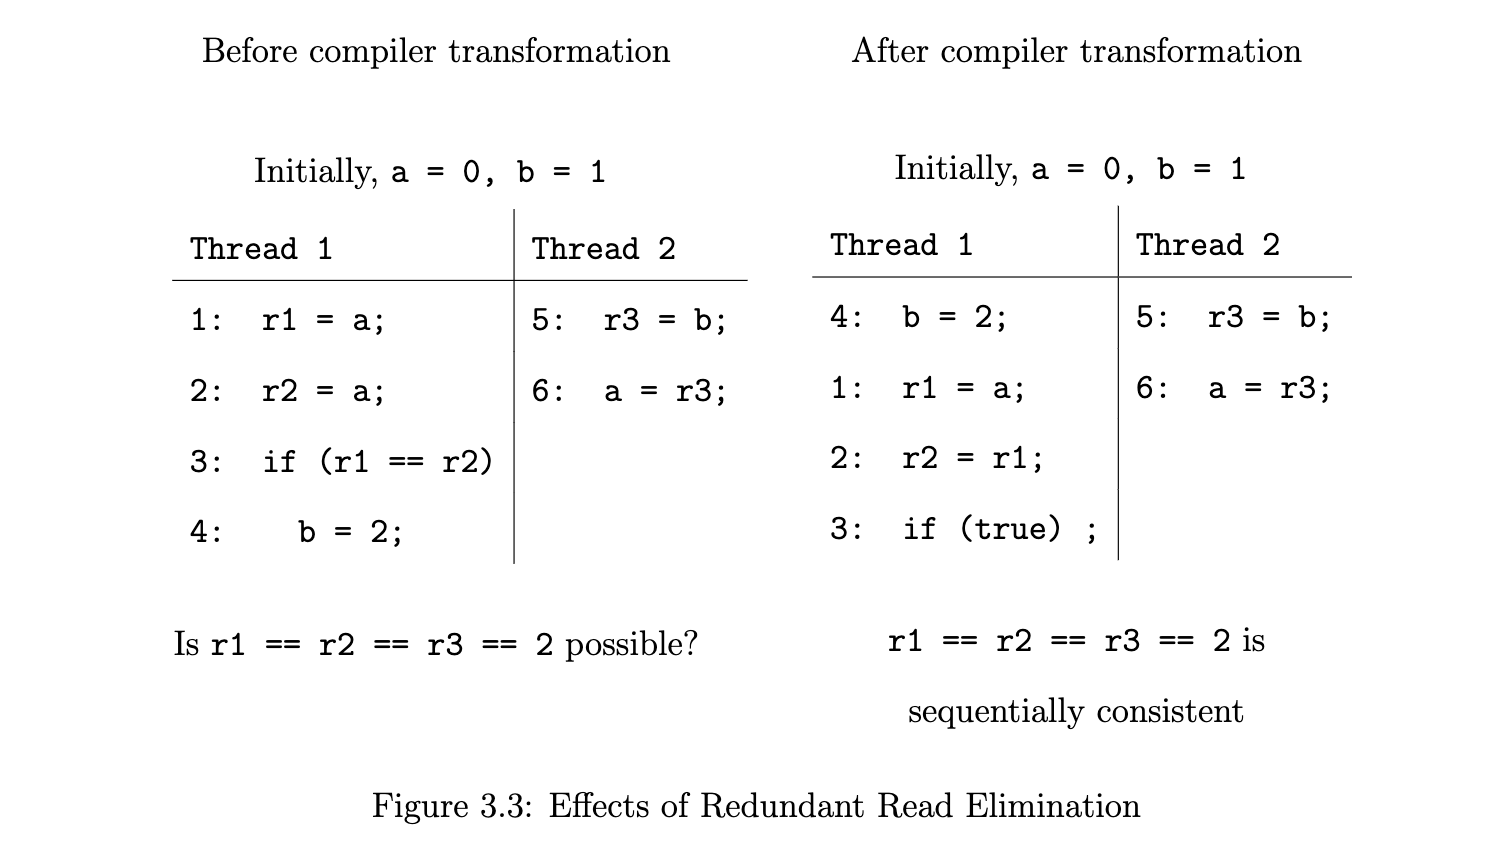 Before compiler transformation
Initially, a = 0, b = 1
Thread 1 Thread 2
1: r1 = a; 5: r3 = b;
2: r2 = a; 6: a = r3;
3: if (r1 == r2)
4: b = 2;
Is r1 == r2 == r3 == 2 possible?
After compiler transformation
Initially, a = 0, b = 1
Thread 1 Thread 2
4: b = 2; 5: r3 = b;
1: r1 = a; 6: a = r3;
2: r2 = r1;
3: if (true) ;
r1 == r2 == r3 == 2 is
sequentially consistent
Figure 3.3: Effects of Redundant Read Elimination